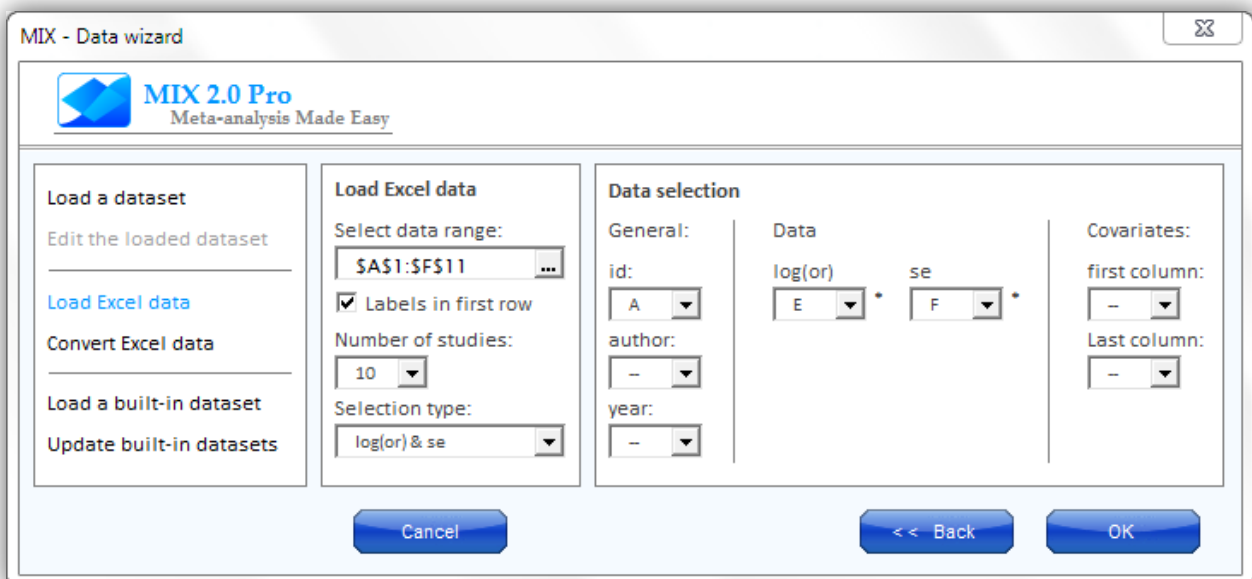 MIX - Data wizard
MIX 2.0 Pro
Meta-analysis Made Easy
Load a dataset
Edit the loaded dataset
Load Excel data
Convert Excel data
Load a built-in dataset
Update built-in datasets
Load Excel data
Select data range:
$A$1:$F$11 ...
Labels in first row
Number of studies:
10
Selection type:
log(or) & se
Data selection
General:
id:
A
author:
--
year:
--
Data
log(or) se
E * F *
Covariates:
first column:
--
Last column:
--
Cancel
<< Back
OK